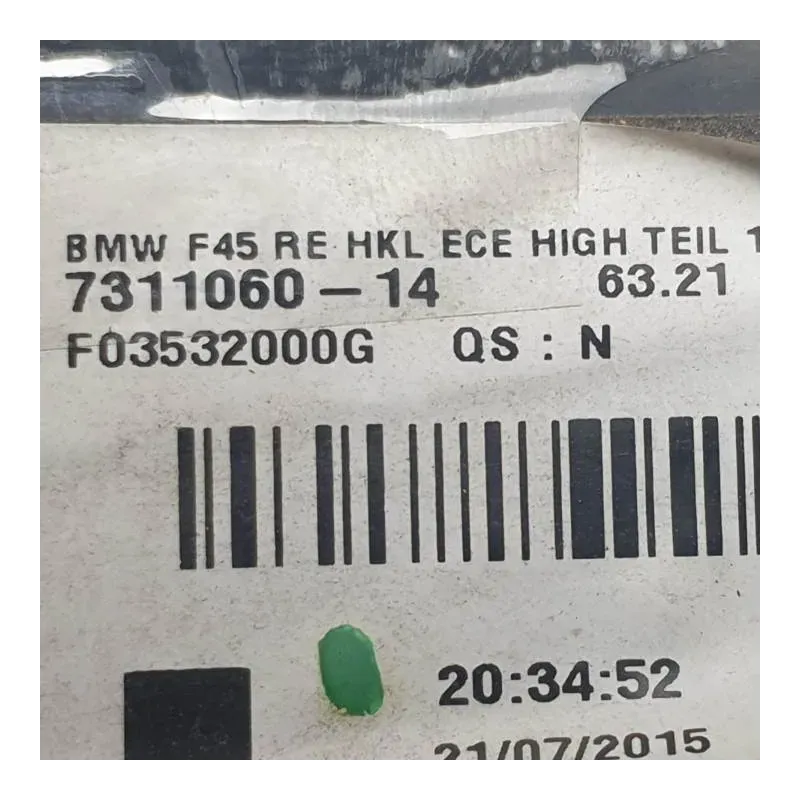 BMW F45 RE HKL ECE HIGH TEIL 1
7311060-14 63.21
F03532000G QS : N
20:34:52
21/07/2015